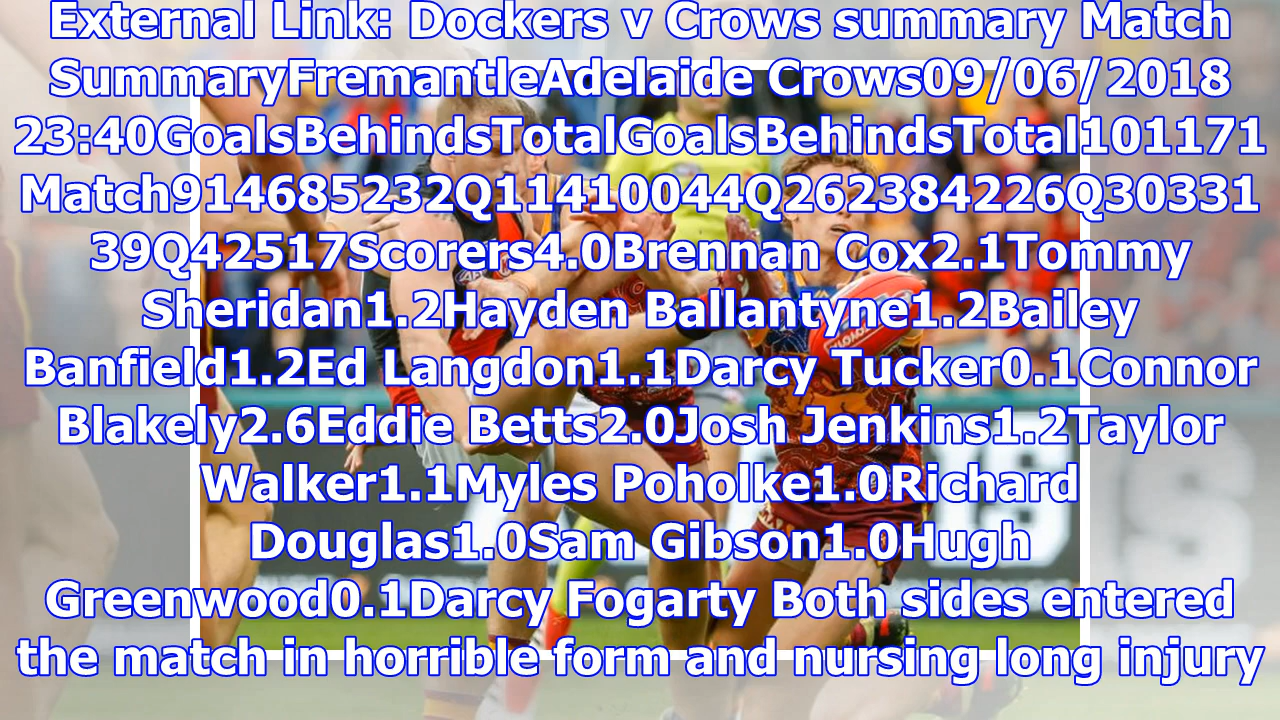 External Link: Dockers v Crows summary Match
SummaryFremantleAdelaide Crows09/06/2018
23:40GoalsBehindsTotalGoalsBehindsTotal101171
Match914685232Q11410044Q262384226Q30331
39Q42517Scorers4.0Brennan Cox2.1Tommy
Sheridan1.2Hayden Ballantyne1.2Bailey
Banfield1.2Ed Langdon1.1Darcy Tucker0.1Connor
Blakely2.6Eddie Betts2.0Josh Jenkins1.2Taylor
Walker1.1Myles Poholke1.0Richard
Douglas1.0Sam Gibson1.0Hugh
Greenwood0.1Darcy Fogarty Both sides entered
the match in horrible form and nursing long injury